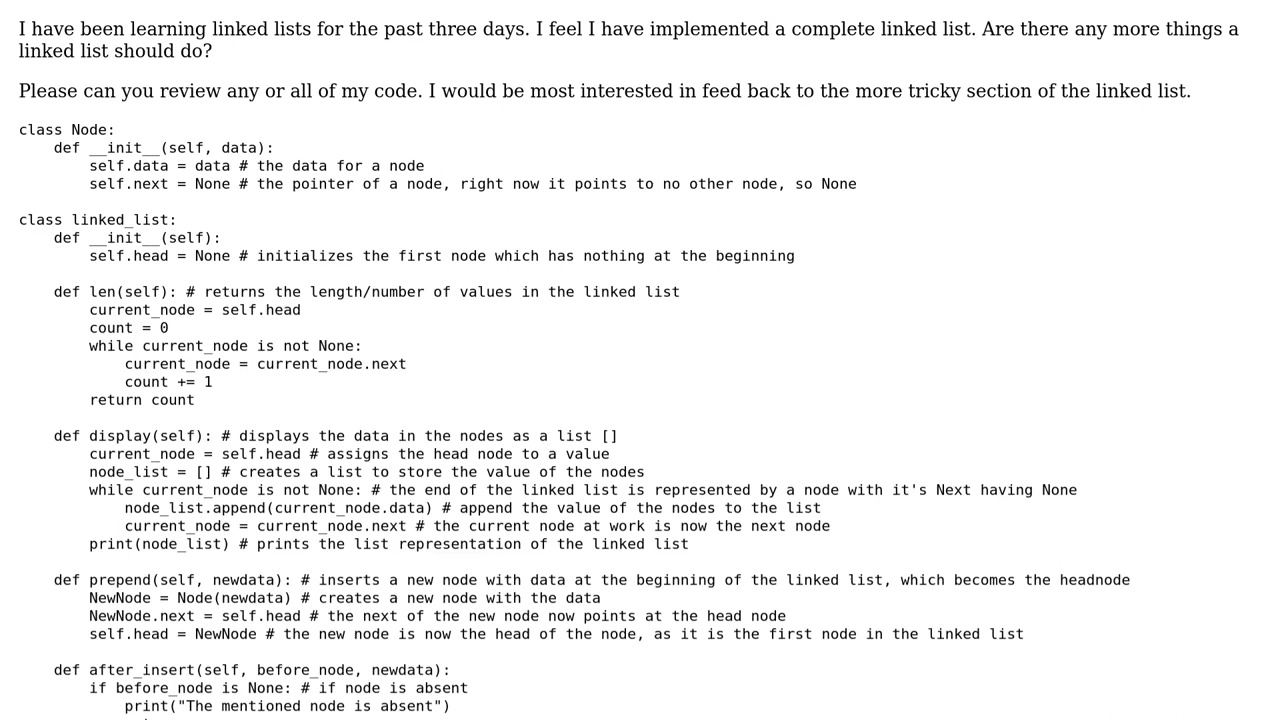 I have been learning linked lists for the past three days. I feel I have implemented a complete linked list. Are there any more things a
linked list should do?
Please can you review any or all of my code. I would be most interested in feed back to the more tricky section of the linked list.
class Node:
    def __init__(self, data):
        self.data = data # the data for a node
        self.next = None # the pointer of a node, right now it points to no other node, so None
class linked_list:
    def __init__(self):
        self.head = None # initializes the first node which has nothing at the beginning
    def len(self): # returns the length/number of values in the linked list
        current_node = self.head
        count = 0
        while current_node is not None:
            current_node = current_node.next
            count += 1
        return count
    def display(self): # displays the data in the nodes as a list []
        current_node = self.head # assigns the head node to a value
        node_list = [] # creates a list to store the value of the nodes
        while current_node is not None: # the end of the linked list is represented by a node with it's Next having None
            node_list.append(current_node.data) # append the value of the nodes to the list
            current_node = current_node.next # the current node at work is now the next node
        print(node_list) # prints the list representation of the linked list
    def prepend(self, newdata): # inserts a new node with data at the beginning of the linked list, which becomes the headnode
        NewNode = Node(newdata) # creates a new node with the data
        NewNode.next = self.head # the next of the new node now points at the head node
        self.head = NewNode # the new node is now the head of the node, as it is the first node in the linked list
    def after_insert(self, before_node, newdata):
        if before_node is None: # if node is absent
            print("The mentioned node is absent")